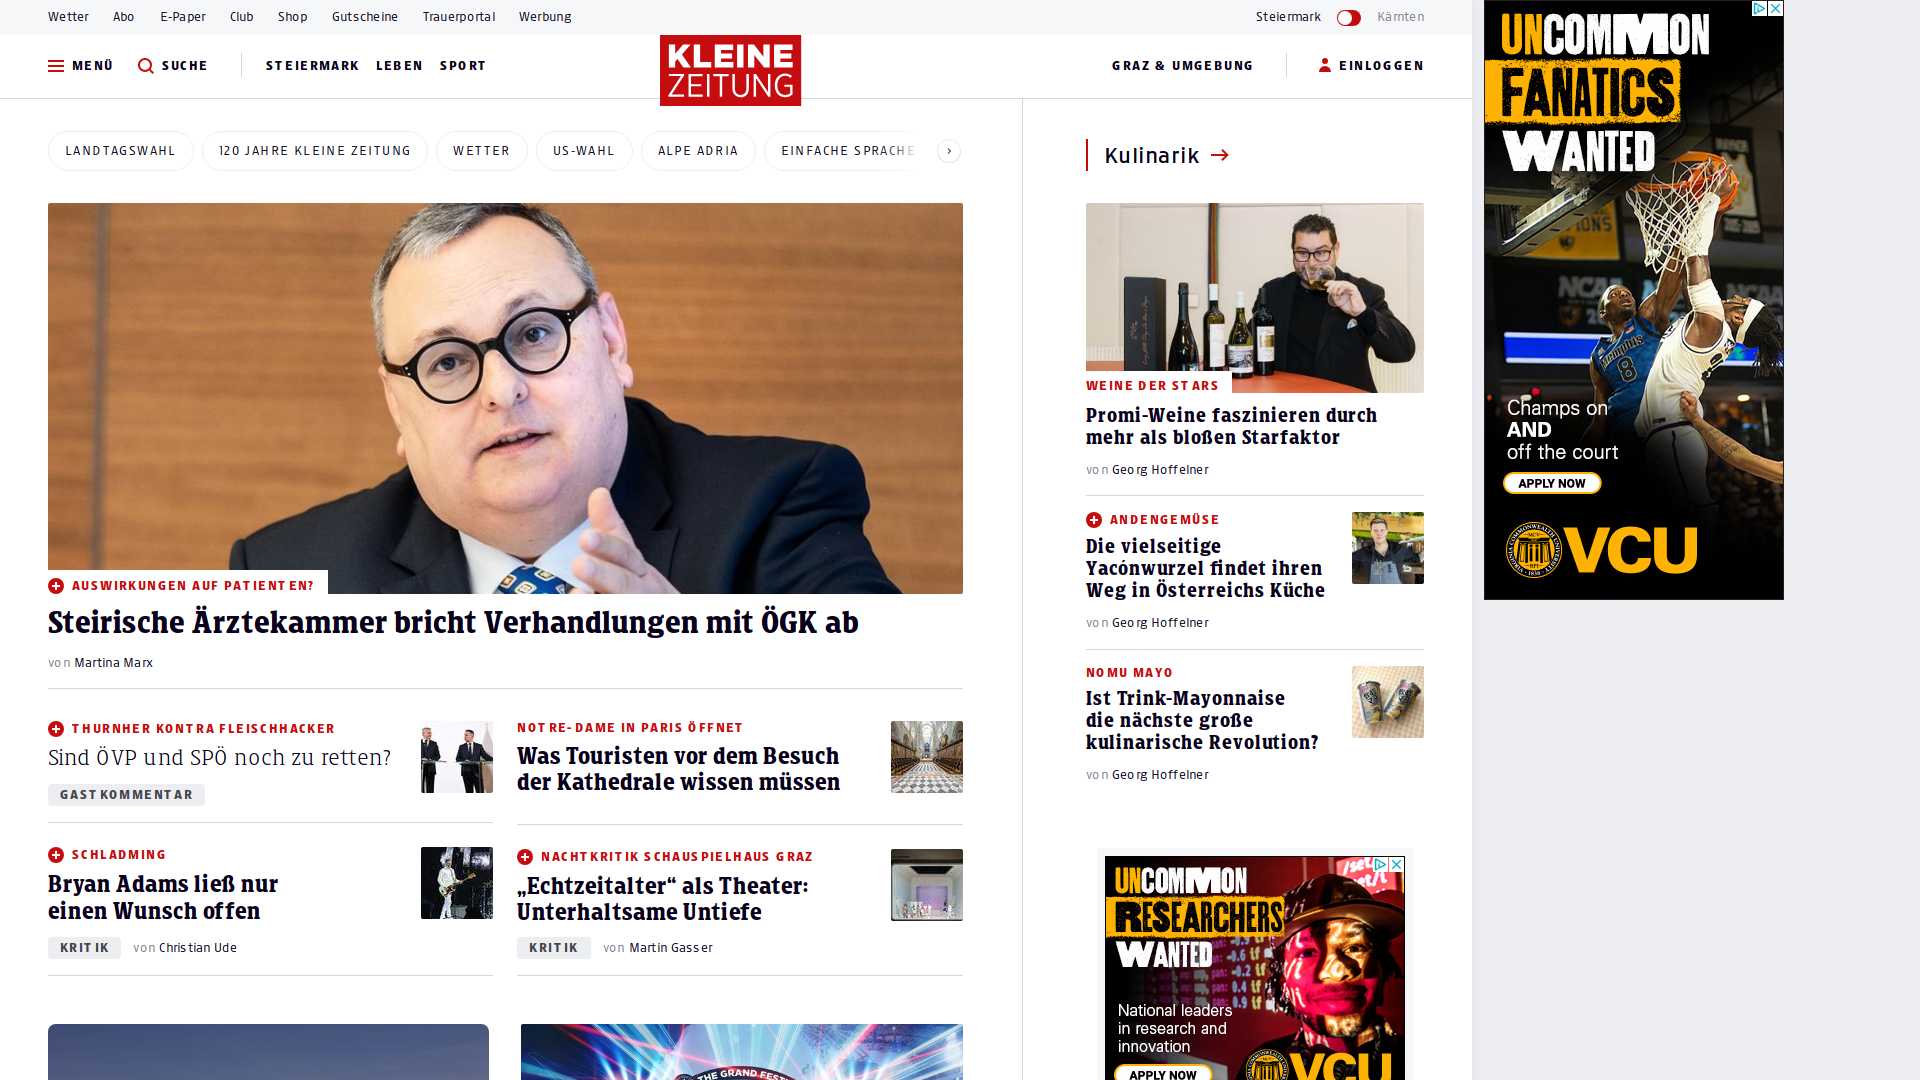 Wetter Abo E-Paper Club Shop Gutscheine Trauerportal Werbung
Steiermark Kärnten
MENÜ SUCHE STEIERMARK LEBEN SPORT
KLEINE
ZEITUNG
GRAZ & UMGEBUNG EINLOGGEN
LANDTAGSWAHL 120 JAHRE KLEINE ZEITUNG WETTER US-WAHL ALPE ADRIA EINFACHE SPRACHE
AUSWIRKUNGEN AUF PATIENTEN?
Steirische Ärztekammer bricht Verhandlungen mit ÖGK ab
von Martina Marx
THURNHER KONTRA FLEISCHHACKER
Sind ÖVP und SPÖ noch zu retten?
GASTKOMMENTAR
NOTRE-DAME IN PARIS ÖFFNET
Was Touristen vor dem Besuch
der Kathedrale wissen müssen
SCHLADMING
Bryan Adams ließ nur
einen Wunsch offen
KRITIK von Christian Ude
NACHTKRITIK SCHAUSPIELHAUS GRAZ
„Echtzeitalter“ als Theater:
Unterhaltsame Untiefe
KRITIK von Martin Gasser
THE GRAND FEST
Kulinarik
WEINE DER STARS
Promi-Weine faszinieren durch
mehr als bloßen Starfaktor
von Georg Hoffelner
ANDENGEMÜSE
Die vielseitige
Yacónwurzel findet ihren
Weg in Österreichs Küche
von Georg Hoffelner
NOMU MAYO
Ist Trink-Mayonnaise
die nächste große
kulinarische Revolution?
von Georg Hoffelner
UNCOMMON
RESEARCHERS
WANTED
National leaders
in research and
innovation
APPLY NOW
VCU
UNCOMMON
FANATICS
WANTED
NCAA
8
Champs on
AND
off the court
APPLY NOW
VCU